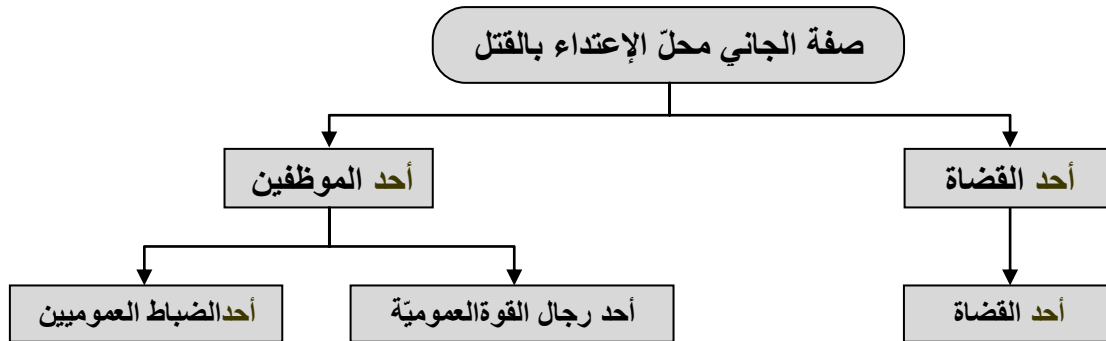 صفة الجاني محلّ الإعتداء بالقتل
أحد القضاة
أحد الموظفين
أحد القضاة
أحد رجال القوةالعموميّة
أحدالضباط العموميين